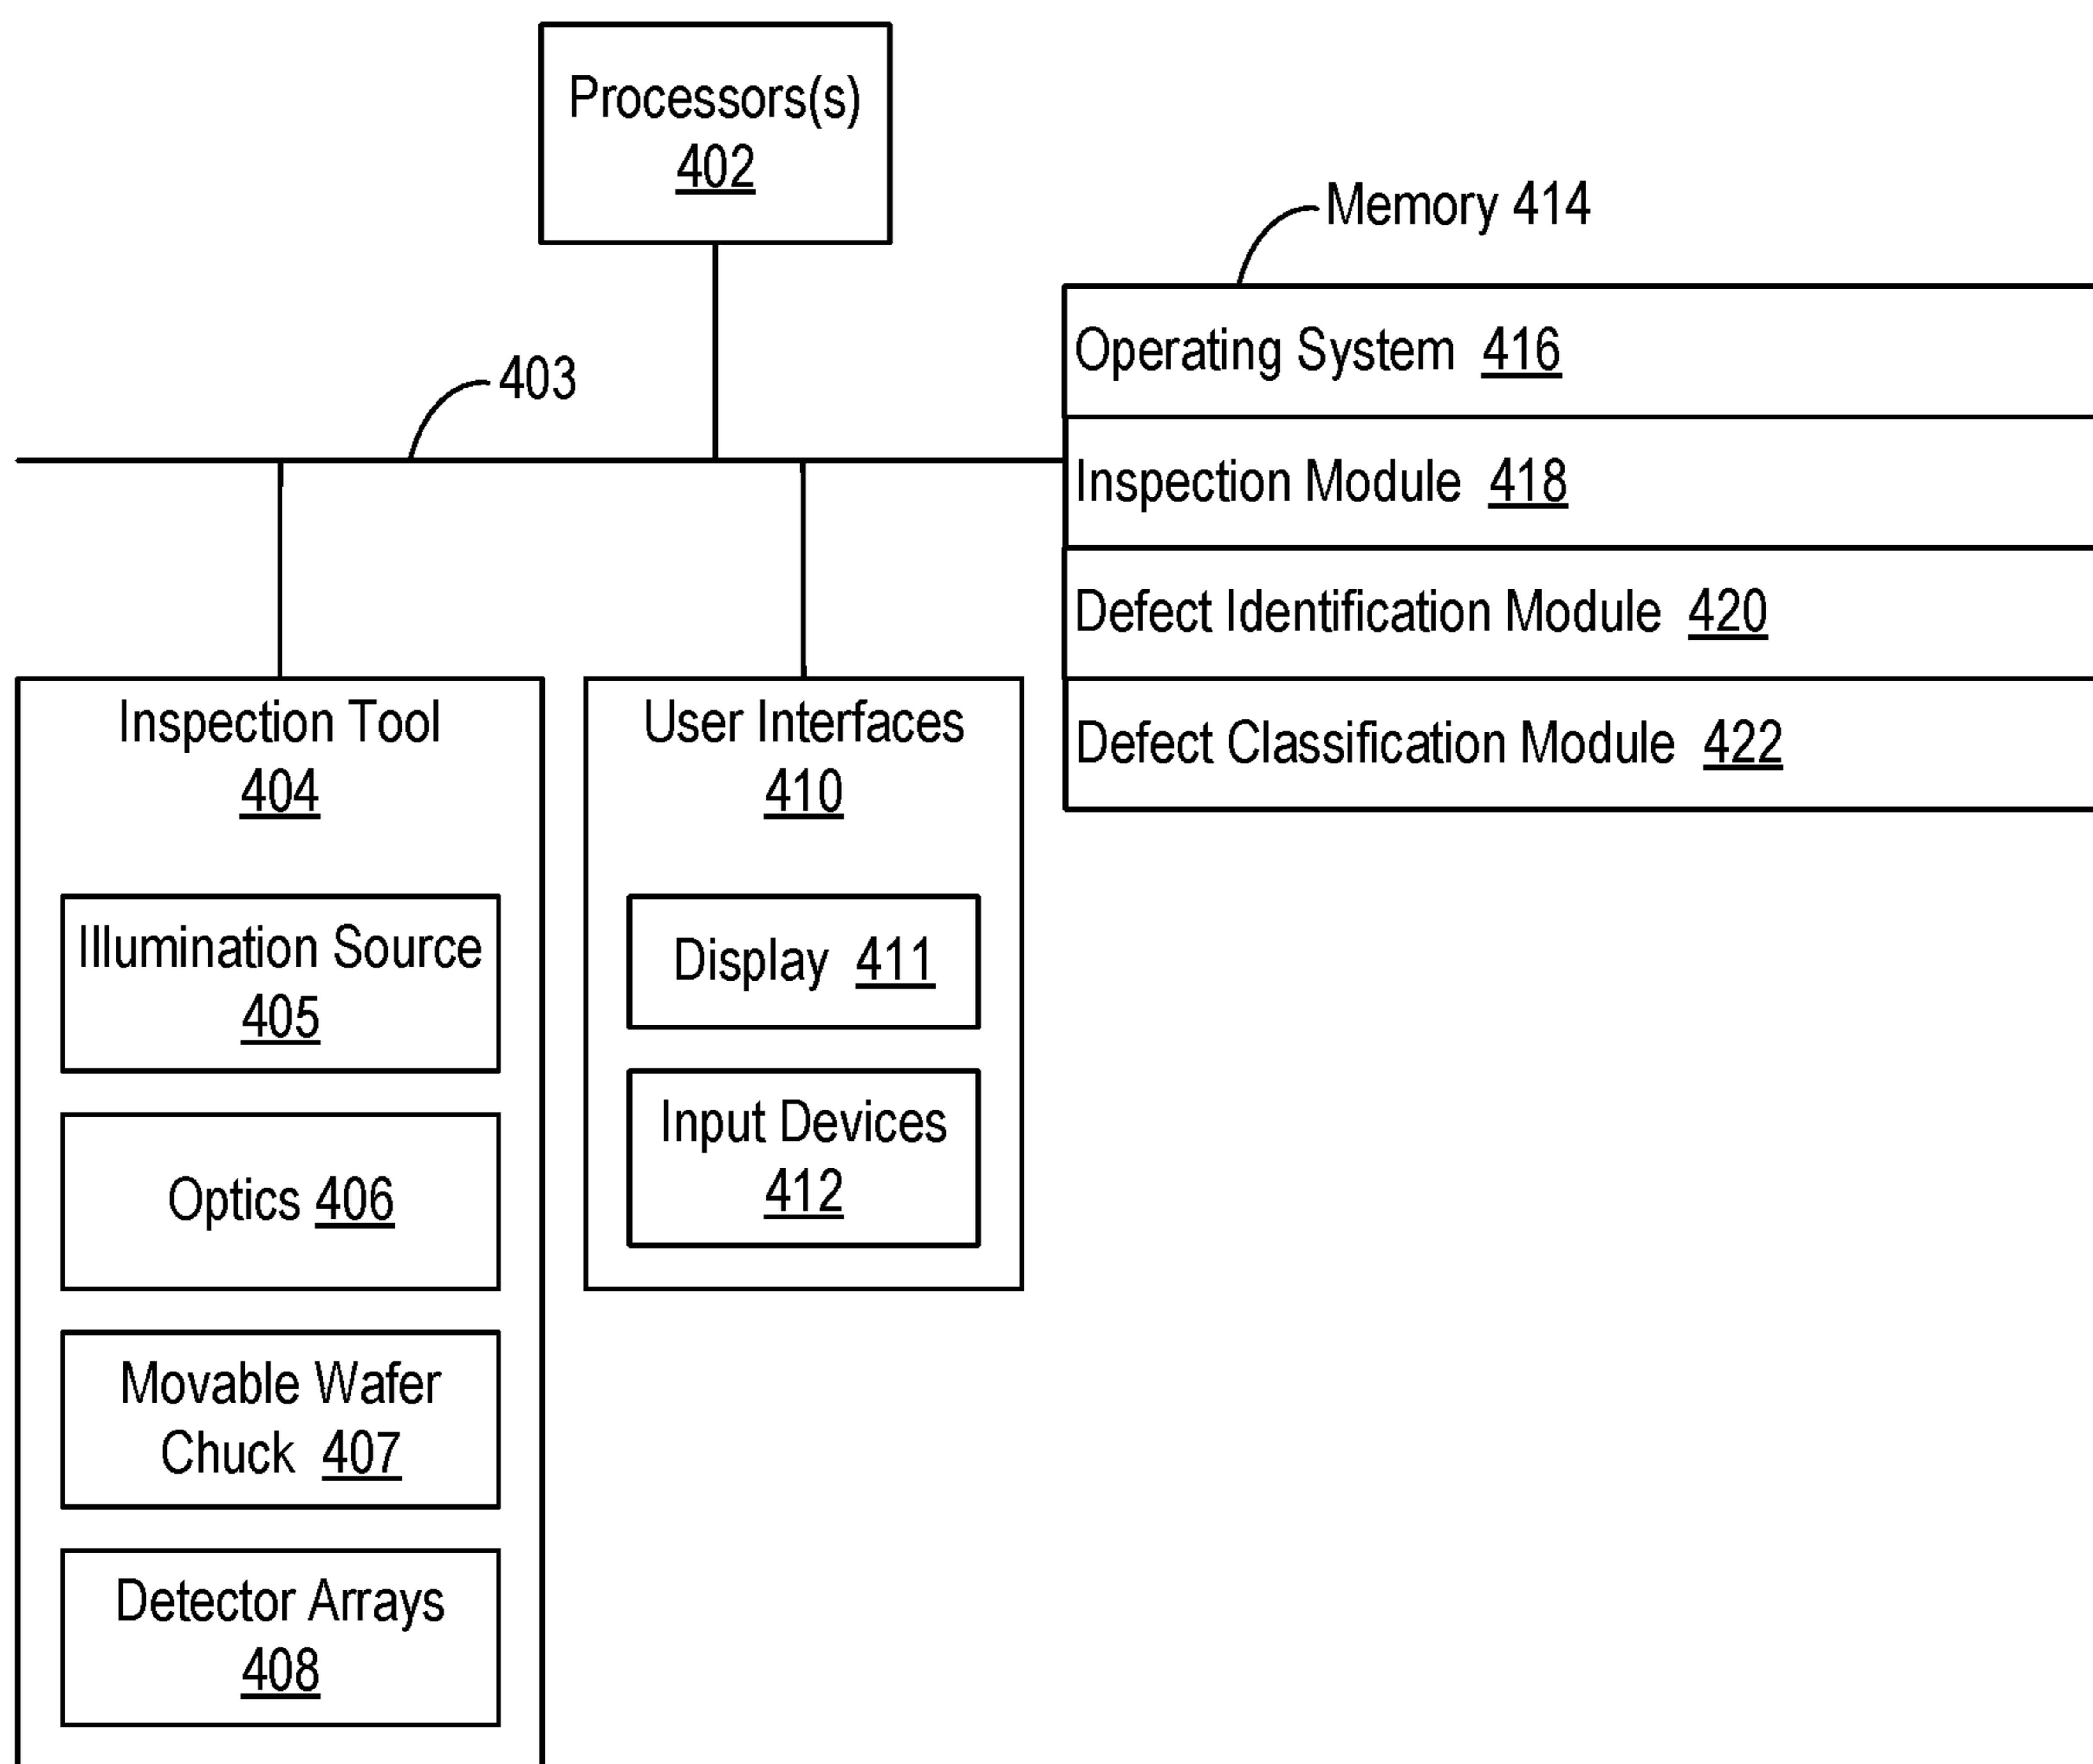 Processors(s)
402
Memory 414
Operating System 416
403
Inspection Module 418
Defect Identification Module 420
Defect Classification Module 422
Inspection Tool
404
Illumination Source
405
Optics 406
Movable Wafer
Chuck 407
Detector Arrays
408
User Interfaces
410
Display 411
Input Devices
412